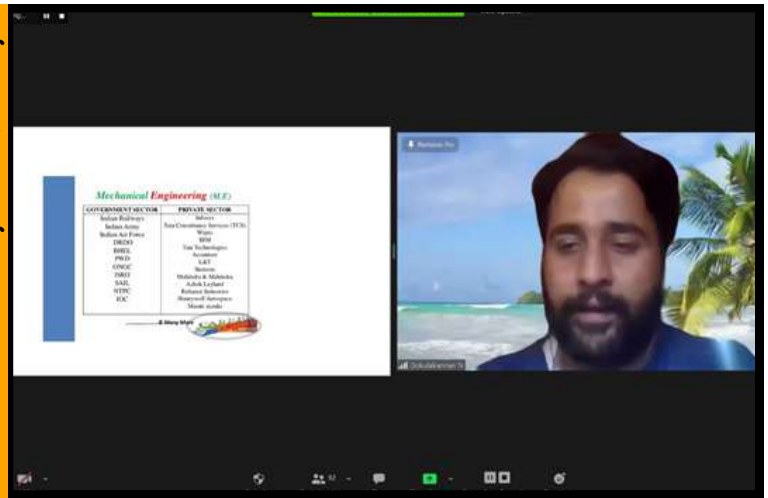 Mechanical Engineering (M.E)
GOVERNMENT SECTOR PRIVATE SECTOR
Indian Railways Infosys
Indian Army Tata Consultancy Services (TCS)
Indian Air Force Wipro
DRDO IBM
BHEL Tata Technologies
PWD Accenture
ONGC L&T
ISRO Siemens
SAIL Mahindra & Mahindra
NTPC Ashok Leyland
IOC Reliance Industries
Honeywell Aerospace
Maruti suzuki
& Many More
Remove Pin